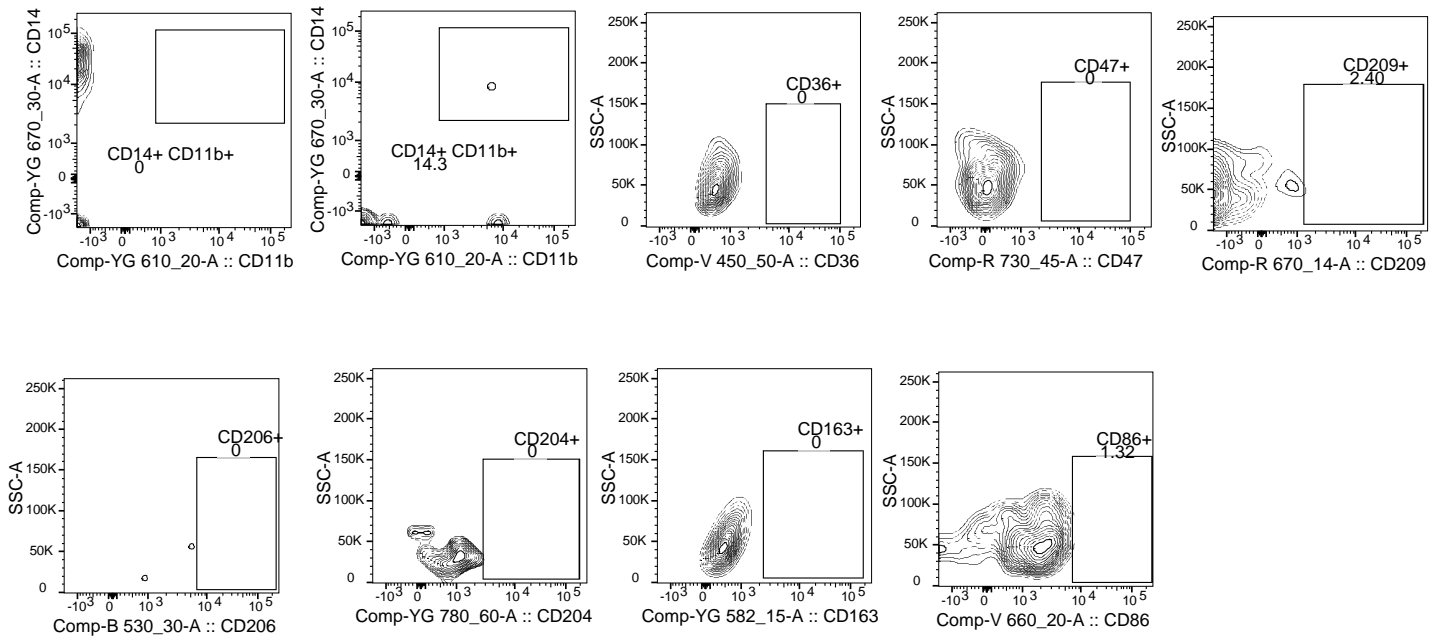 Comp-YG 670_30-A :: CD14
10^5
10^4
10^3
0
-10^3
CD14+ CD11b+
0
-10^3 0 10^3 10^4 10^5
Comp-YG 610_20-A :: CD11b
Comp-YG 670_30-A :: CD14
10^5
10^4
10^3
0
-10^3
CD14+ CD11b+
14.3
-10^3 0 10^3 10^4 10^5
Comp-YG 610_20-A :: CD11b
SSC-A
250K
200K
150K
100K
50K
0
CD36+
0
-10^3 0 10^3 10^4 10^5
Comp-V 450_50-A :: CD36
SSC-A
250K
200K
150K
100K
50K
0
CD47+
0
-10^3 0 10^3 10^4 10^5
Comp-R 730_45-A :: CD47
SSC-A
250K
200K
150K
100K
50K
0
CD209+
2.40
-10^3 0 10^3 10^4 10^5
Comp-R 670_14-A :: CD209
SSC-A
250K
200K
150K
100K
50K
0
CD206+
0
-10^3 0 10^3 10^4 10^5
Comp-B 530_30-A :: CD206
SSC-A
250K
200K
150K
100K
50K
0
CD204+
0
-10^3 0 10^3 10^4 10^5
Comp-YG 780_60-A :: CD204
SSC-A
250K
200K
150K
100K
50K
0
CD163+
0
-10^3 0 10^3 10^4 10^5
Comp-YG 582_15-A :: CD163
SSC-A
250K
200K
150K
100K
50K
0
CD86+
1.32
-10^3 0 10^3 10^4 10^5
Comp-V 660_20-A :: CD86